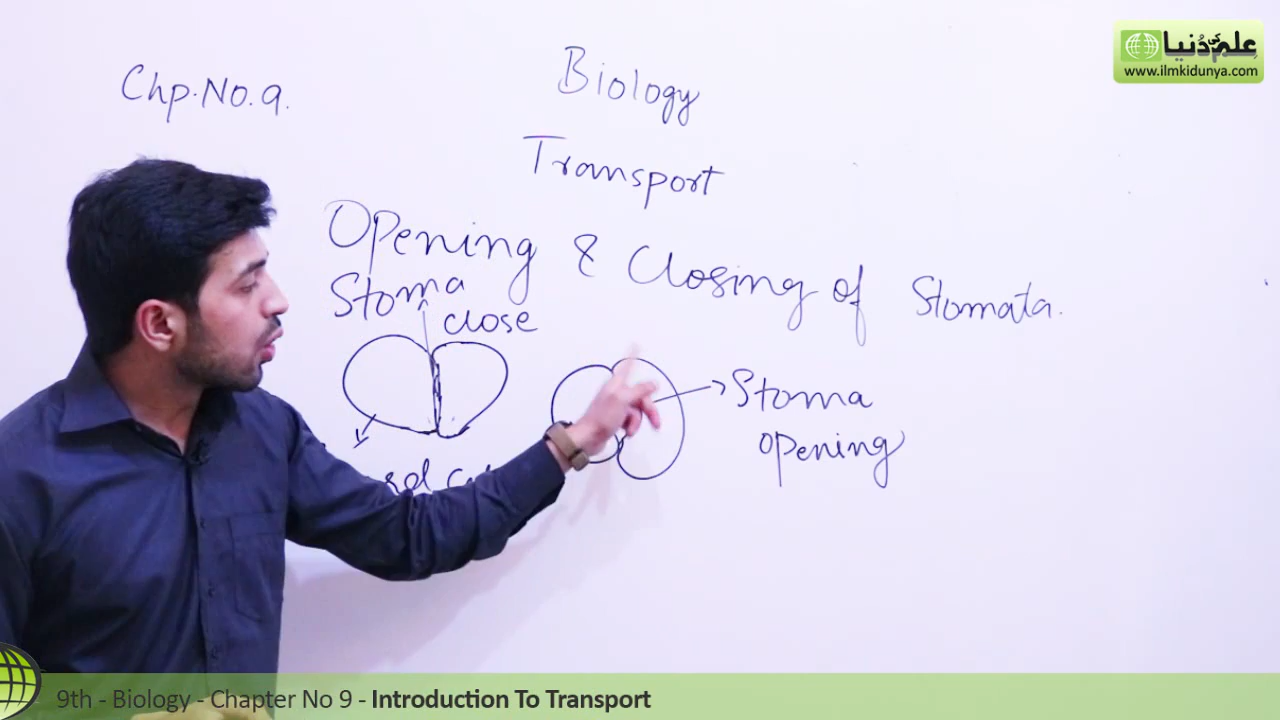 علم کی دُنیا
www.ilmkidunya.com
Chp.No.9.
Biology
Transport
Opening & Closing of Stomata.
Stoma
close
Stoma
opening
9th - Biology - Chapter No 9 - Introduction To Transport